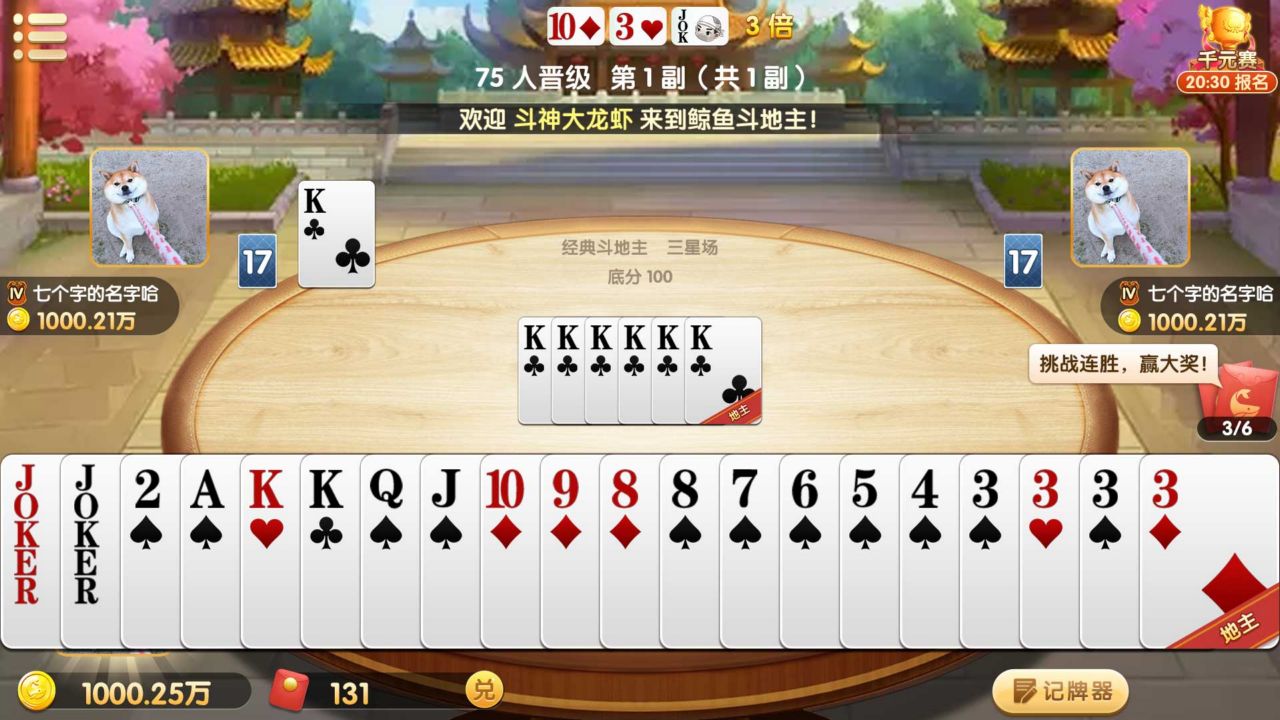 10 3 JOK 3倍
千元赛
20:30 报名
75人晋级 第1副（共1副）
欢迎 斗神大龙虾 来到鲸鱼斗地主！
K
17
17
经典斗地主 三星场
底分 100
IV 七个字的名字哈
1000.21万
IV 七个字的名字哈
1000.21万
K K K K K K
地主
挑战连胜，赢大奖！
3/6
JOKER JOKER 2 A K K Q J 10 9 8 8 7 6 5 4 3 3 3 3
地主
1000.25万
131
兑
记牌器